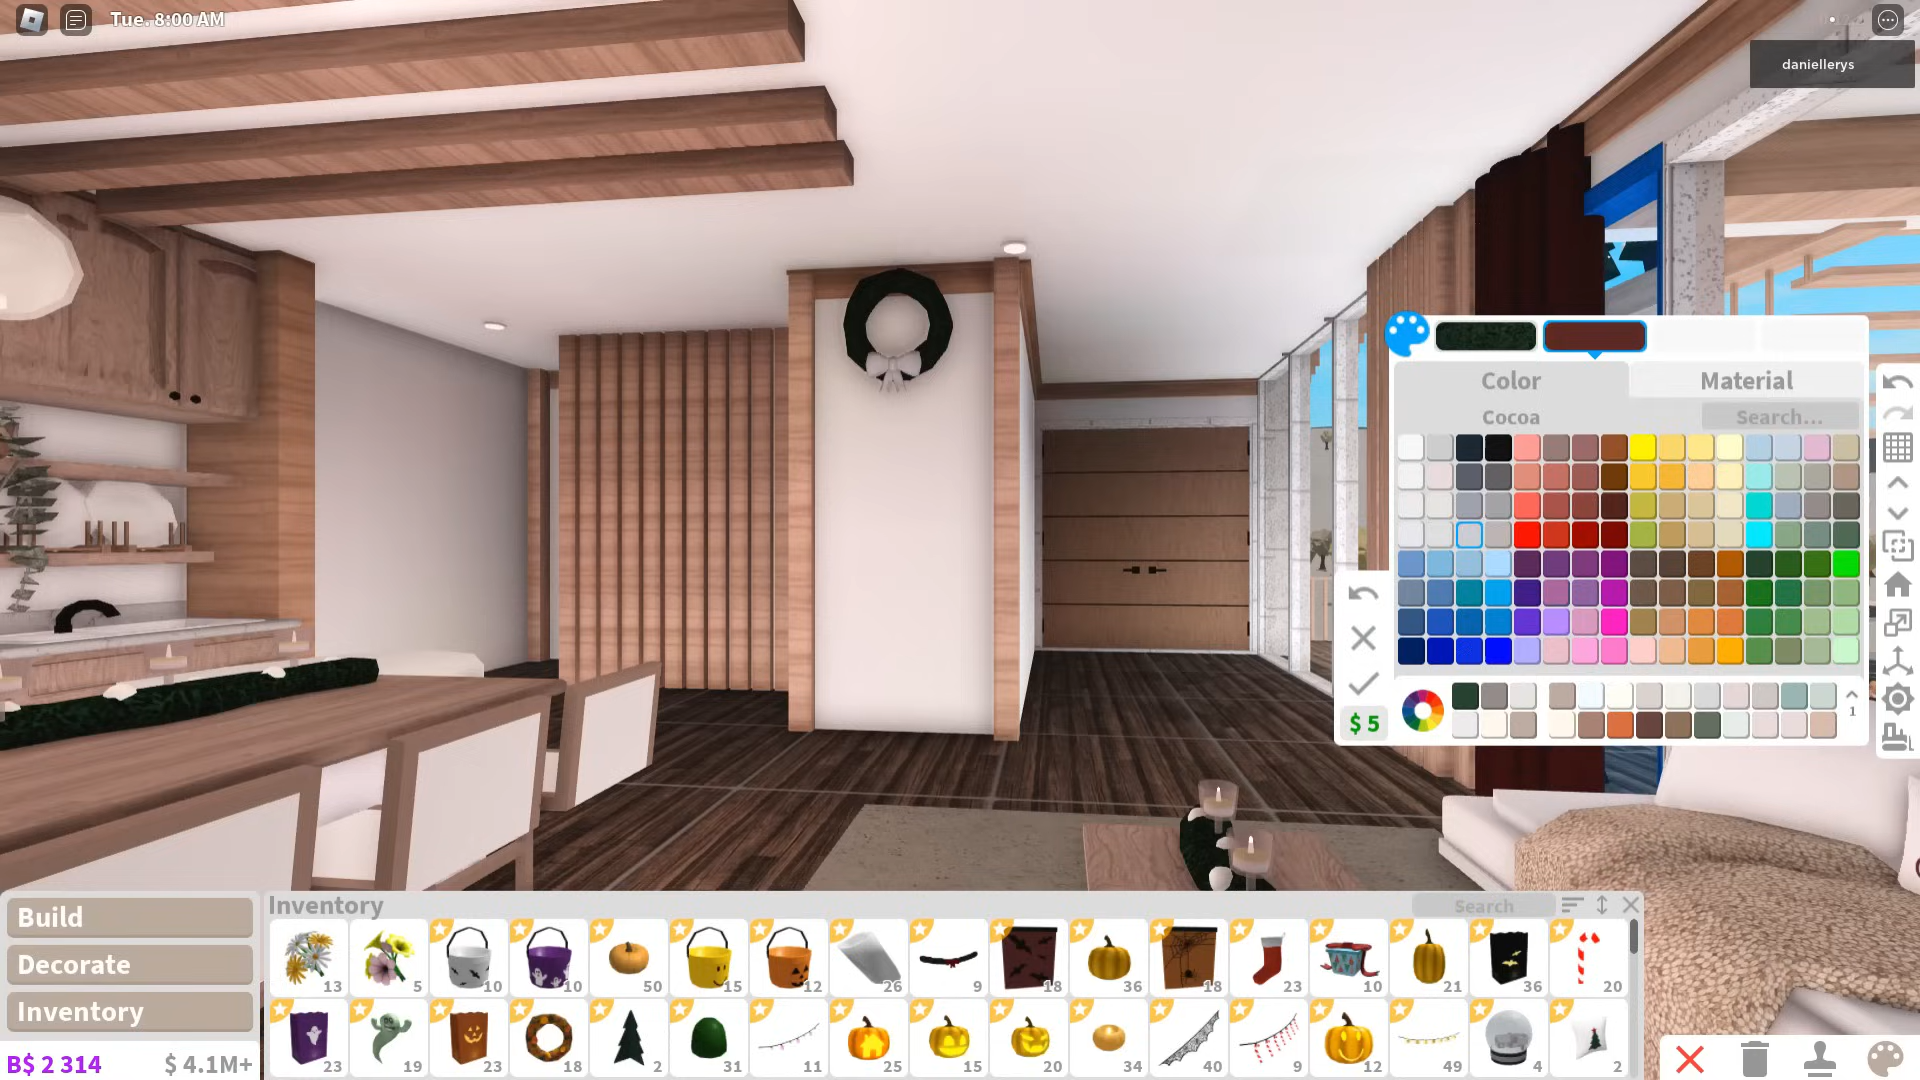 Tue. 8:00 AM
daniellerys
Color
Material
Cocoa
Search...
1
$ 5
Build
Decorate
Inventory
B$ 2 314
$ 4.1M+
Inventory
Search
13 5 10 10 50 15 12 26 9 18 36 18 23 10 21 36 20
23 19 23 18 2 31 11 25 15 20 34 40 9 12 49 4 2